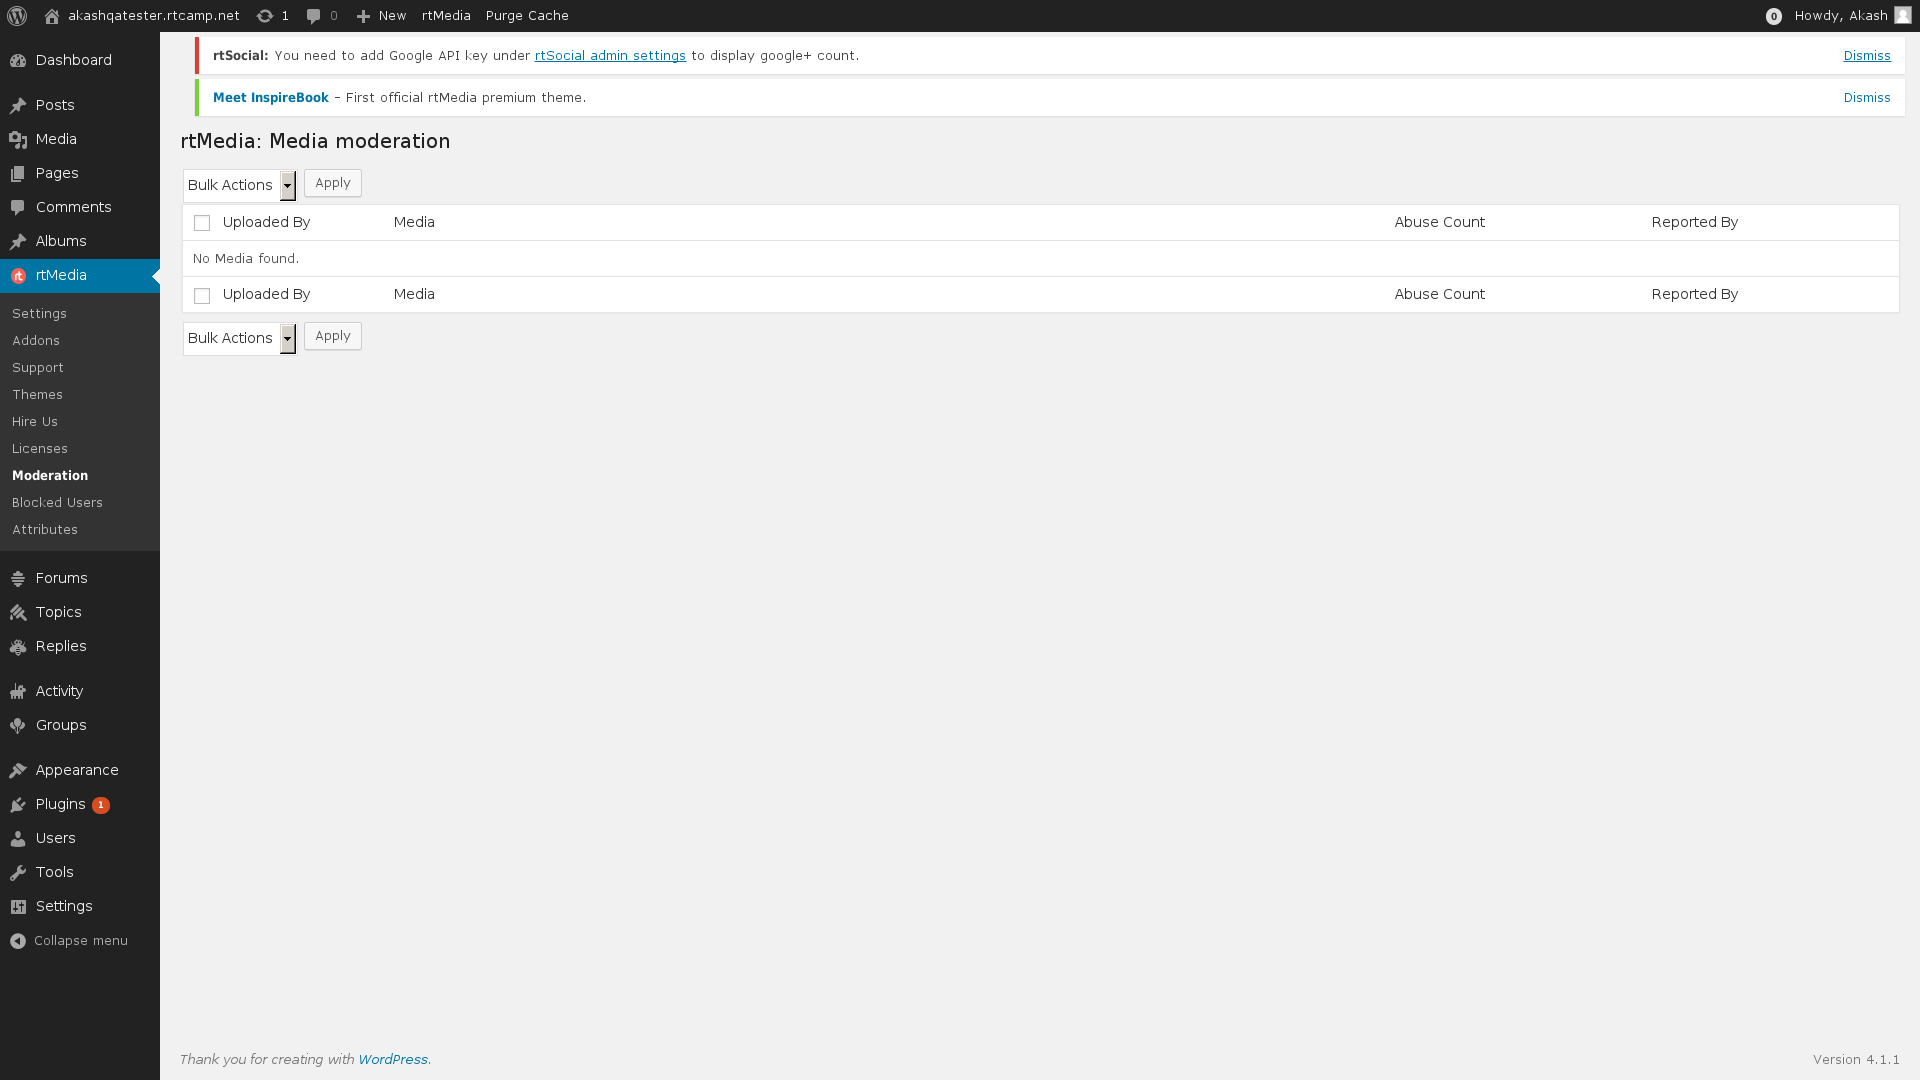 akashqatester.rtcamp.net 1 0 New rtMedia Purge Cache 0 Howdy, Akash
Dashboard
Posts
Media
Pages
Comments
Albums
rt rtMedia
Settings
Addons
Support
Themes
Hire Us
Licenses
Moderation
Blocked Users
Attributes
Forums
Topics
Replies
Activity
Groups
Appearance
Plugins 1
Users
Tools
Settings
Collapse menu
rtSocial: You need to add Google API key under rtSocial admin settings to display google+ count. Dismiss
Meet InspireBook – First official rtMedia premium theme. Dismiss
rtMedia: Media moderation
Bulk Actions Apply
Uploaded By Media Abuse Count Reported By
No Media found.
Uploaded By Media Abuse Count Reported By
Bulk Actions Apply
Thank you for creating with WordPress. Version 4.1.1